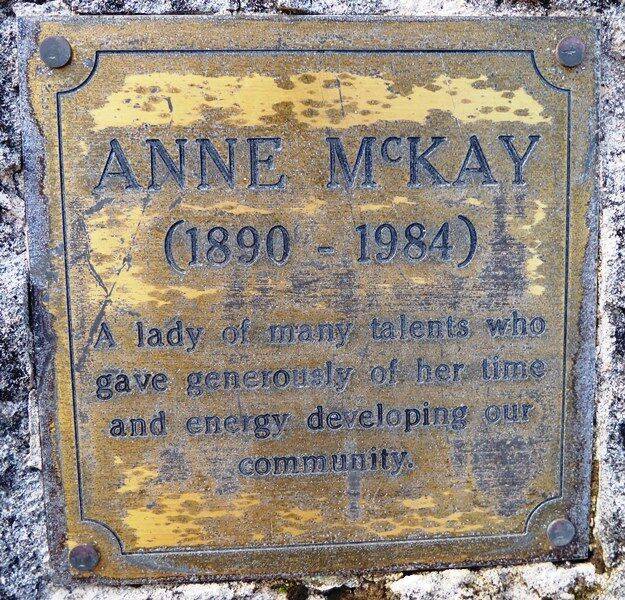 ANNE McKAY
(1890 - 1984)
A lady of many talents who
gave generously of her time
and energy developing our
community.